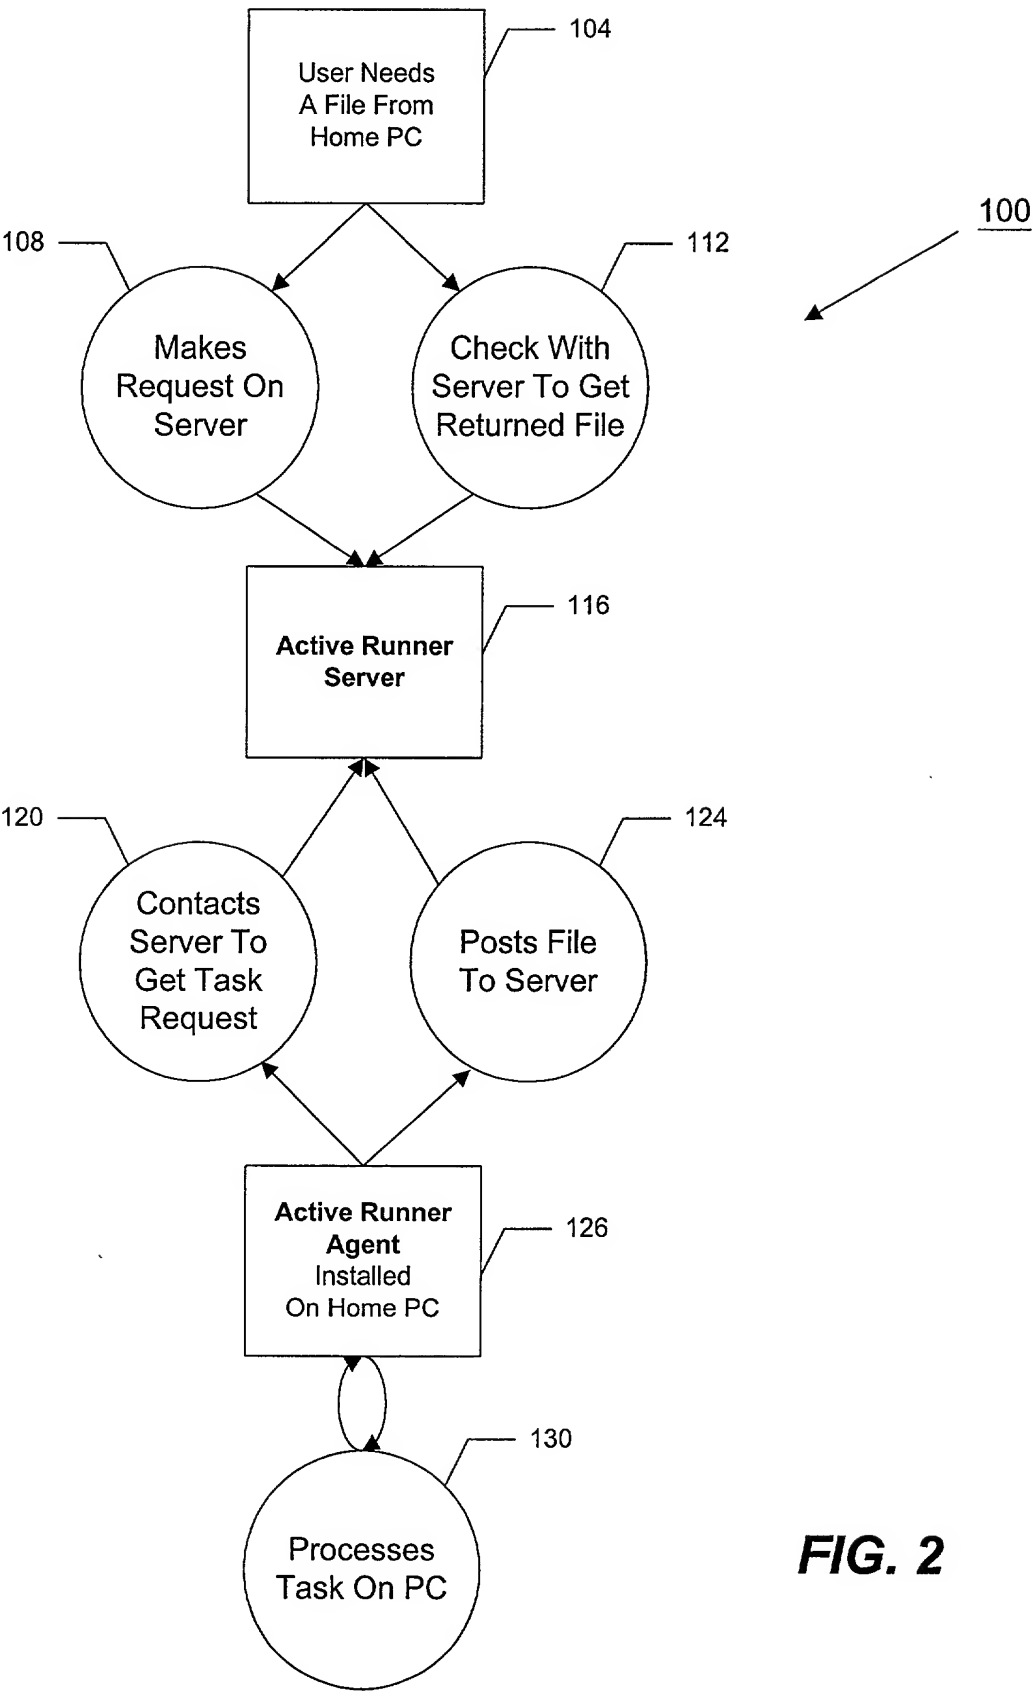 104
User Needs
A File From
Home PC
100
108
112
Makes
Request On
Server
Check With
Server To Get
Returned File
116
Active Runner
Server
120
124
Contacts
Server To
Get Task
Request
Posts File
To Server
Active Runner
Agent
Installed
On Home PC
126
130
Processes
Task On PC
FIG. 2